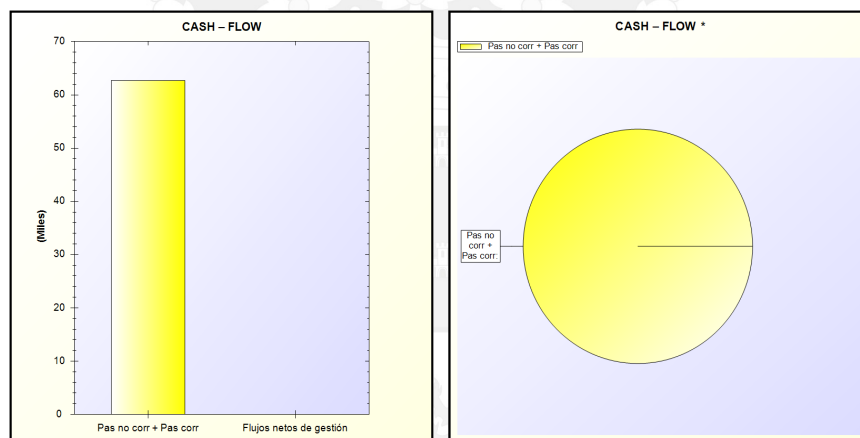 CASH – FLOW
70
60
50
40
30
20
10
0
(Miles)
Pas no corr + Pas corr
Flujos netos de gestión
CASH – FLOW *
Pas no corr + Pas corr
Pas no
corr +
Pas corr: